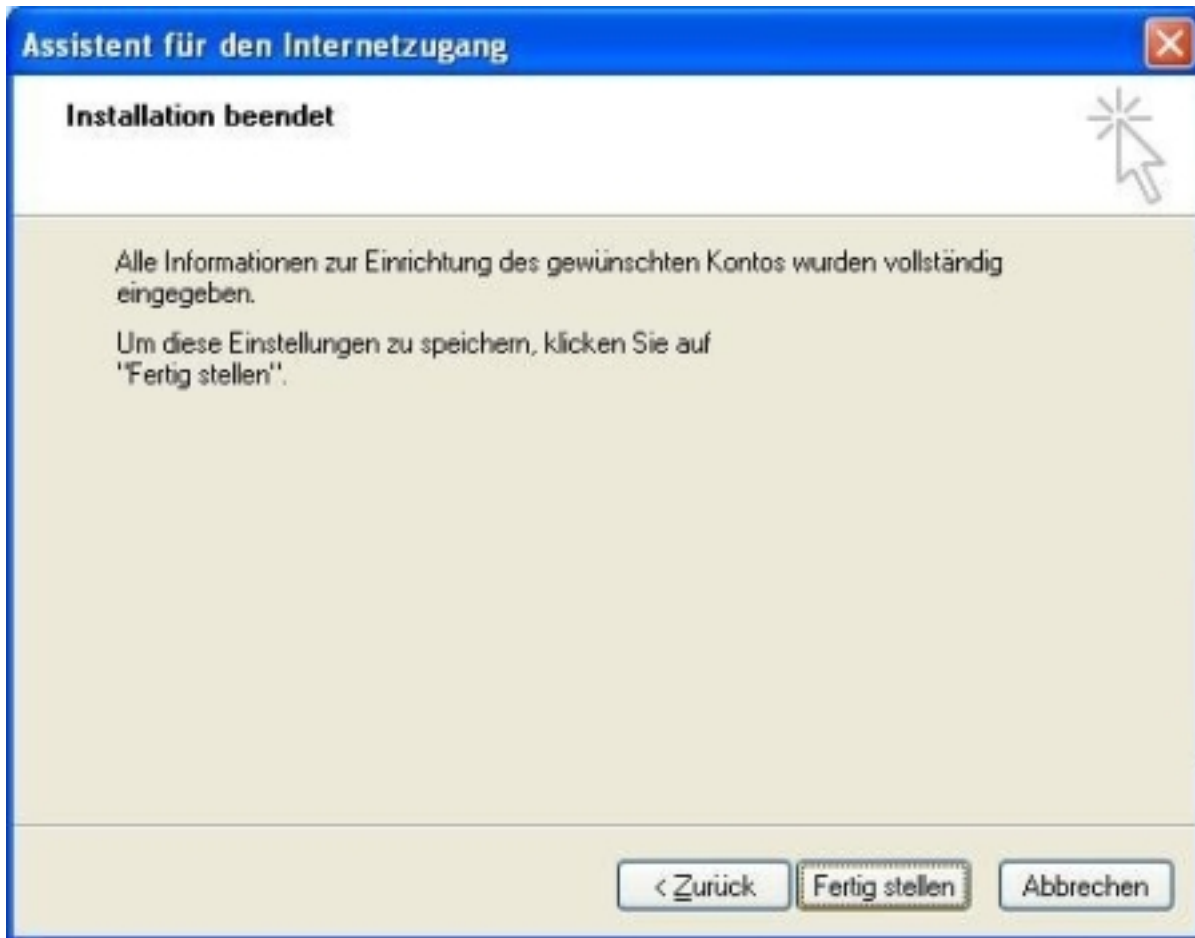 Assistent für den Internetzugang
Installation beendet
Alle Informationen zur Einrichtung des gewünschten Kontos wurden vollständig
eingegeben.
Um diese Einstellungen zu speichern, klicken Sie auf
"Fertig stellen".
< Zurück Fertig stellen Abbrechen